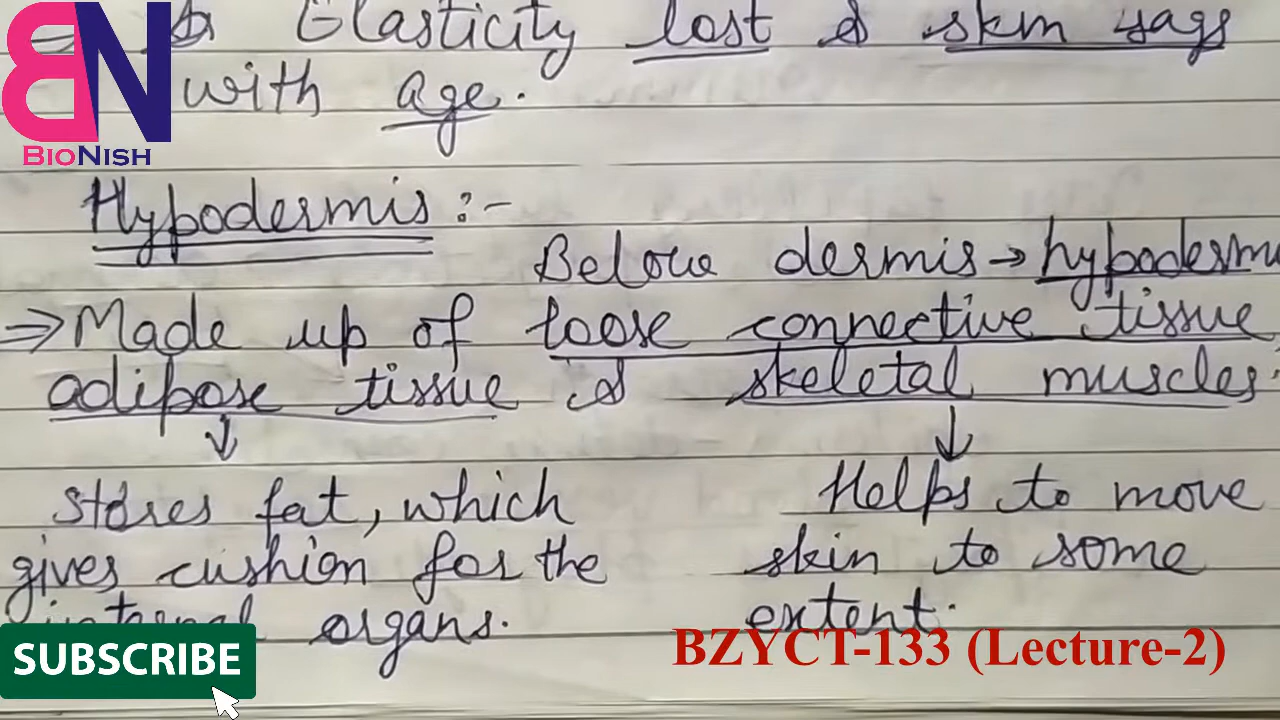 Elasticity lost & skin sags
with age.
BN
BIONISH
Hypodermis :-
Below dermis → hypodermi
⇒ Made up of loose connective tissue,
adipose tissue & skeletal muscles.
↓ ↓
stores fat, which Helps to move
gives cushion for the skin to some
internal organs. extent.
SUBSCRIBE
BZYCT-133 (Lecture-2)